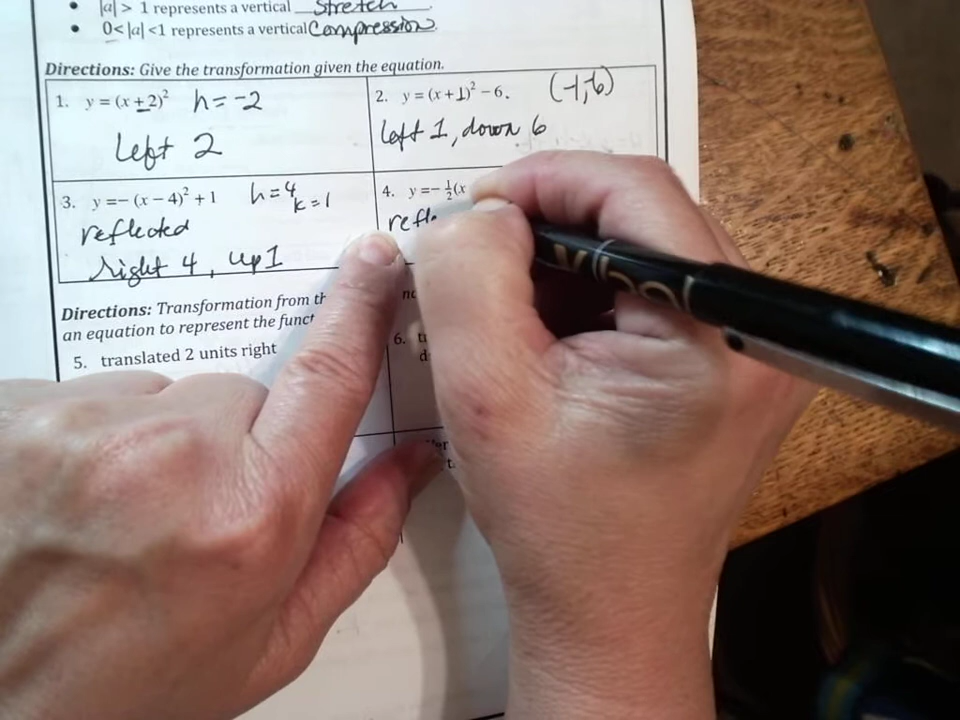 • |a| > 1 represents a vertical Stretch
• 0< |a| <1 represents a vertical Compression
Directions: Give the transformation given the equation.
1. y = (x + 2)² h = -2
Left 2
2. y = (x + 1)² - 6. (-1,-6)
left 1, down 6
3. y = - (x - 4)² + 1 h = 4 k = 1
reflected
right 4, up 1
4. y = - ½(x
refle
Directions: Transformation from th
an equation to represent the funct
5. translated 2 units right
6.